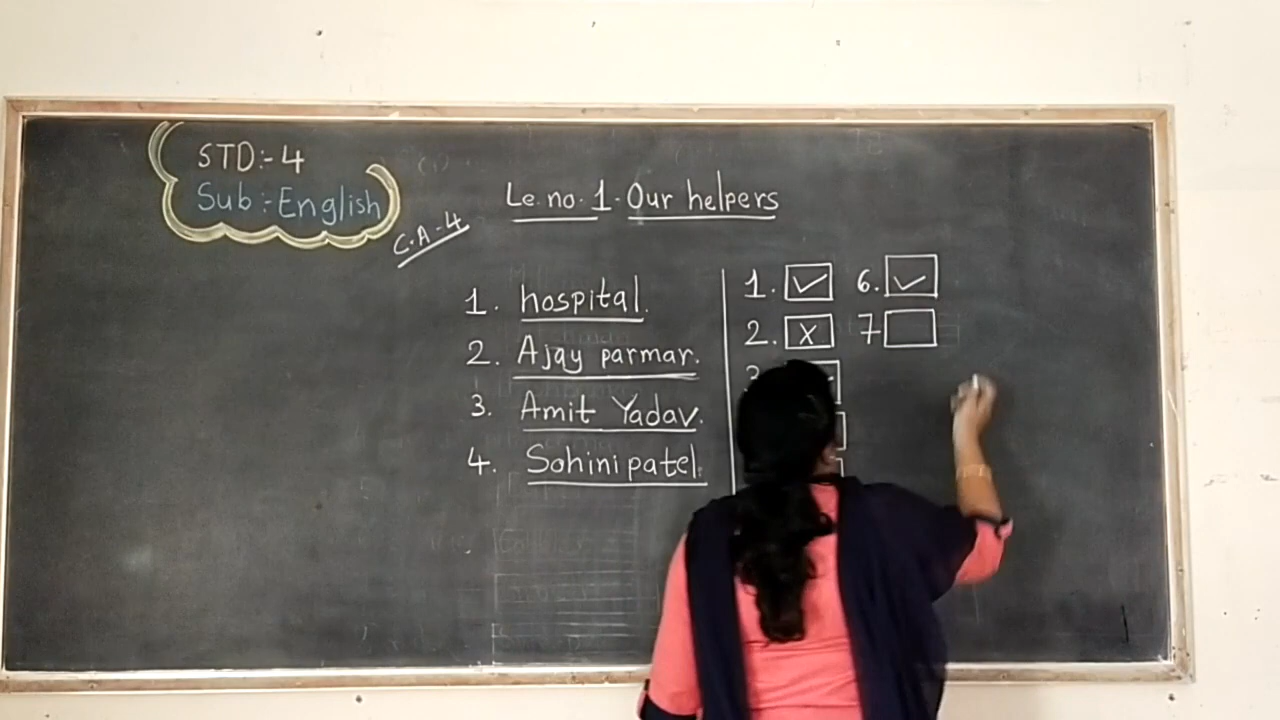 STD:- 4
Sub:- English
C.A-4
Le. no. 1. Our helpers
1. hospital.
2. Ajay parmar.
3. Amit Yadav.
4. Sohini patel.
1. ✓
2. x
3
6. ✓
7